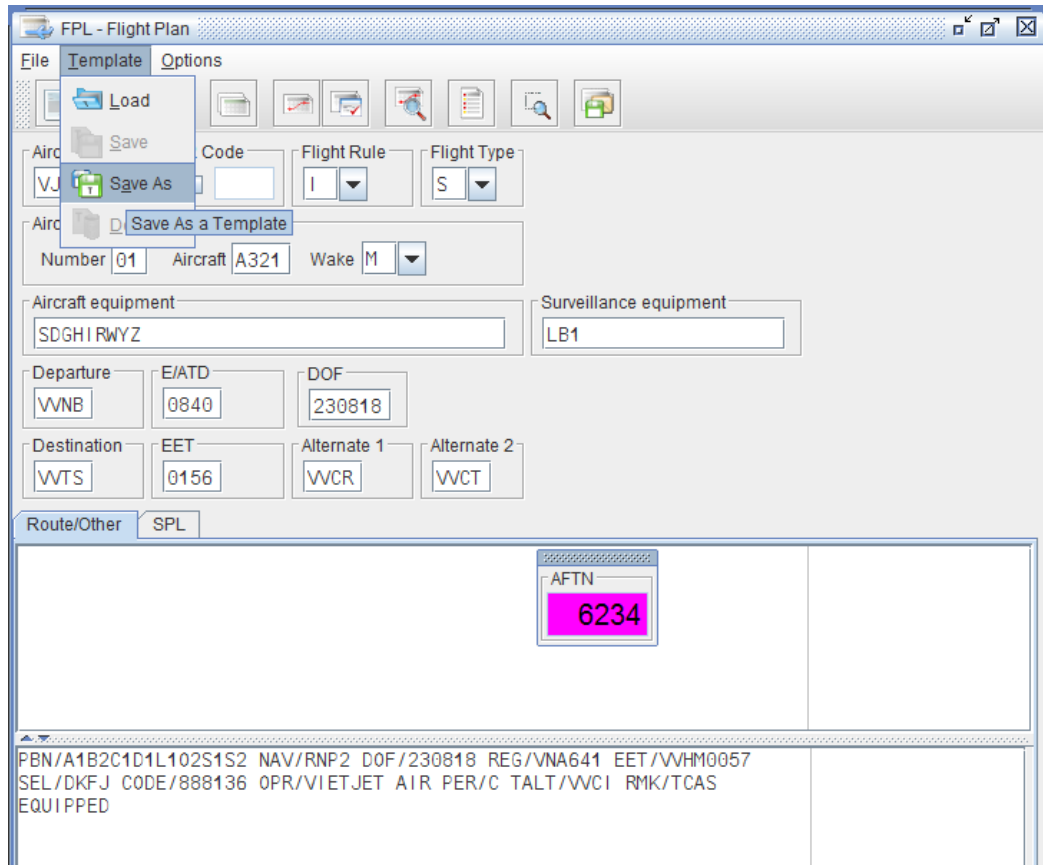 FPL - Flight Plan
File Template Options
Load
Save
Save As
Save As a Template
Code
Flight Rule
Flight Type
I
S
Number 01 Aircraft A321 Wake M
Aircraft equipment
Surveillance equipment
SDGHIRWYZ
LB1
Departure
E/ATD
DOF
VVNB
0840
230818
Destination
EET
Alternate 1
Alternate 2
VVTS
0156
VVCR
VVCT
Route/Other SPL
AFTN
6234
PBN/A1B2C1D1L1O2S1S2 NAV/RNP2 DOF/230818 REG/VNA641 EET/VVHM0057
SEL/DKFJ CODE/888136 OPR/VIETJET AIR PER/C TALT/VVCI RMK/TCAS
EQUIPPED